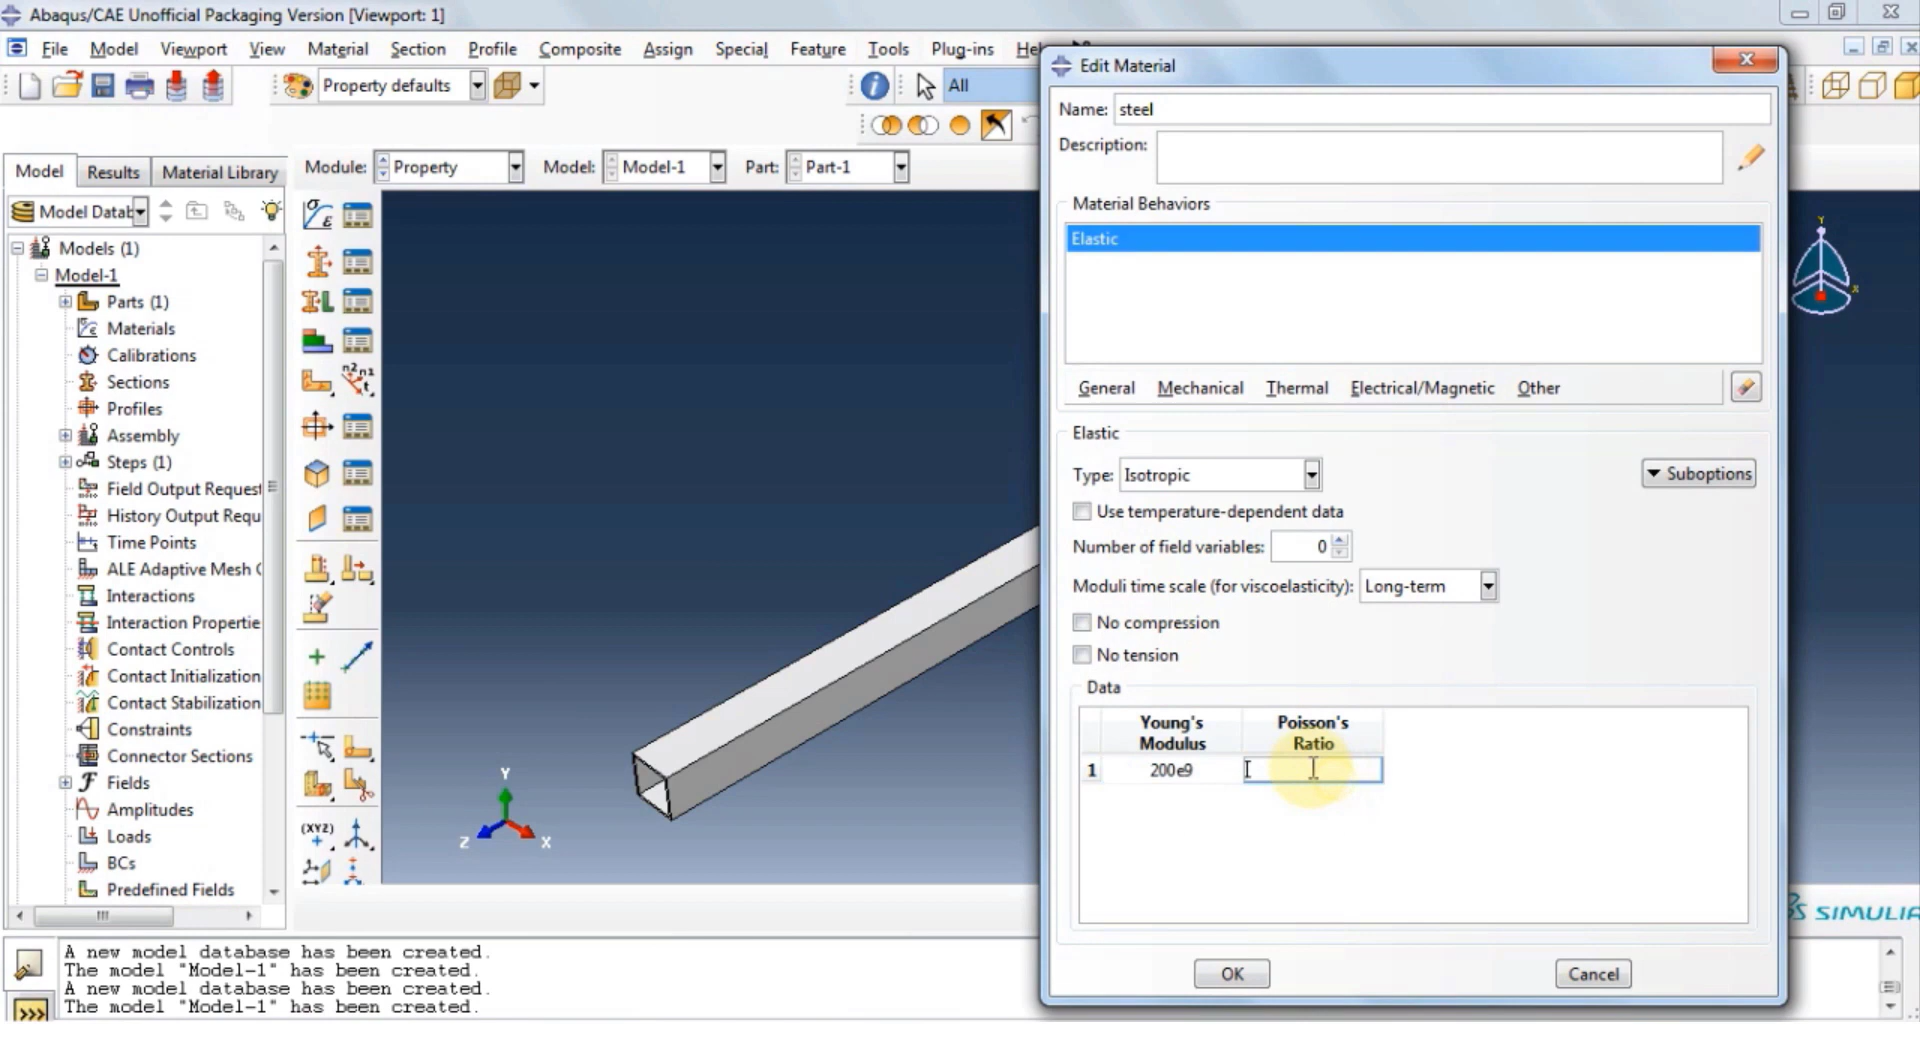 Abaqus/CAE Unofficial Packaging Version [Viewport: 1]
File Model Viewport View Material Section Profile Composite Assign Special Feature Tools Plug-ins
Property defaults
All
Module: Property Model: Model-1 Part: Part-1
Model Results Material Library
Model Datab
Models (1)
Model-1
Parts (1)
Materials
Calibrations
Sections
Profiles
Assembly
Steps (1)
Field Output Request
History Output Requ
Time Points
ALE Adaptive Mesh C
Interactions
Interaction Propertie
Contact Controls
Contact Initialization
Contact Stabilization
Constraints
Connector Sections
Fields
Amplitudes
Loads
BCs
Predefined Fields
σ
ε
n2 n1
t
(XYZ)
Y
Z X
Y
X
Edit Material
Name: steel
Description:
Material Behaviors
Elastic
General Mechanical Thermal Electrical/Magnetic Other
Elastic
Type: Isotropic
Suboptions
Use temperature-dependent data
Number of field variables: 0
Moduli time scale (for viscoelasticity): Long-term
No compression
No tension
Data
Young's Modulus
Poisson's Ratio
1 200e9
OK Cancel
SIMULIA
A new model database has been created.
The model "Model-1" has been created.
A new model database has been created.
The model "Model-1" has been created.
>>>